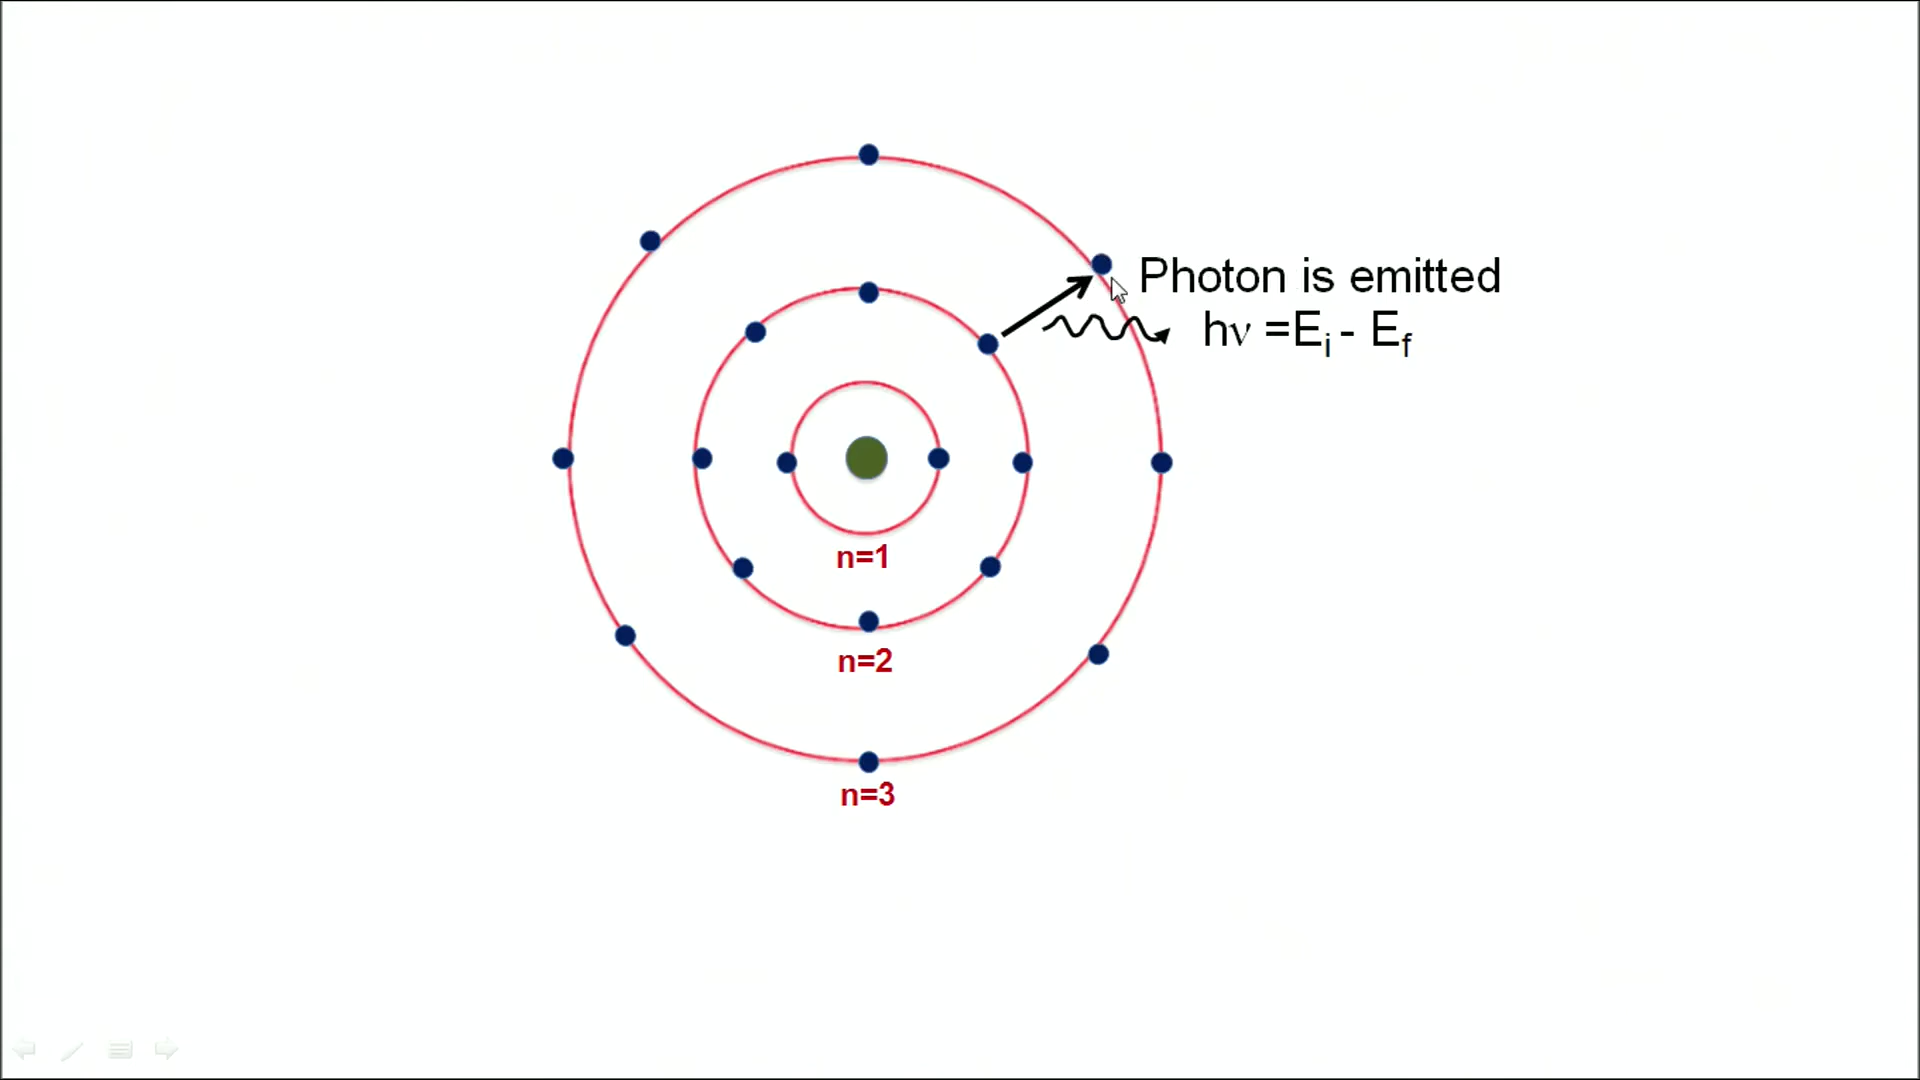 Photon is emitted
hν =Ei - Ef
n=1
n=2
n=3